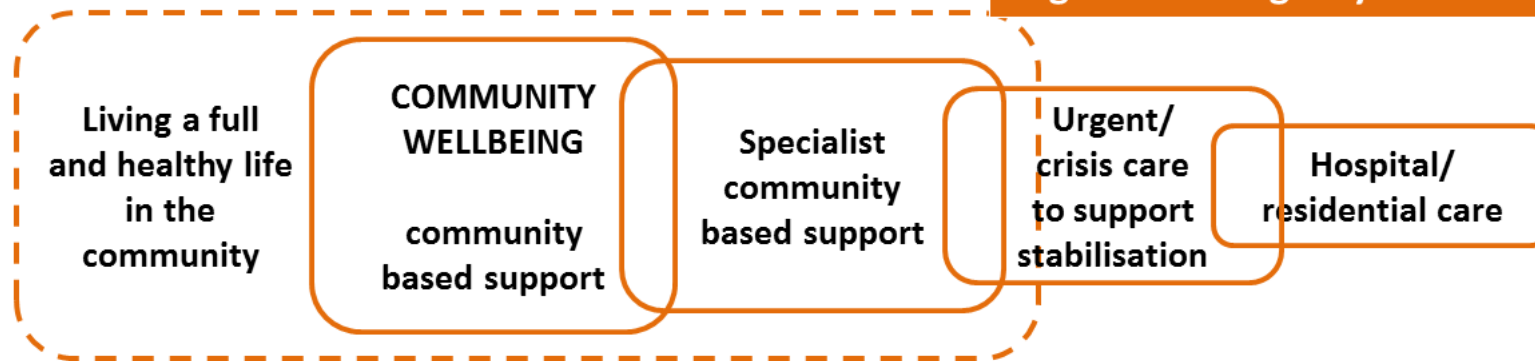 Living a full
and healthy life
in the
community
COMMUNITY
WELLBEING
community
based support
Specialist
community
based support
Urgent/
crisis care
to support
stabilisation
Hospital/
residential care